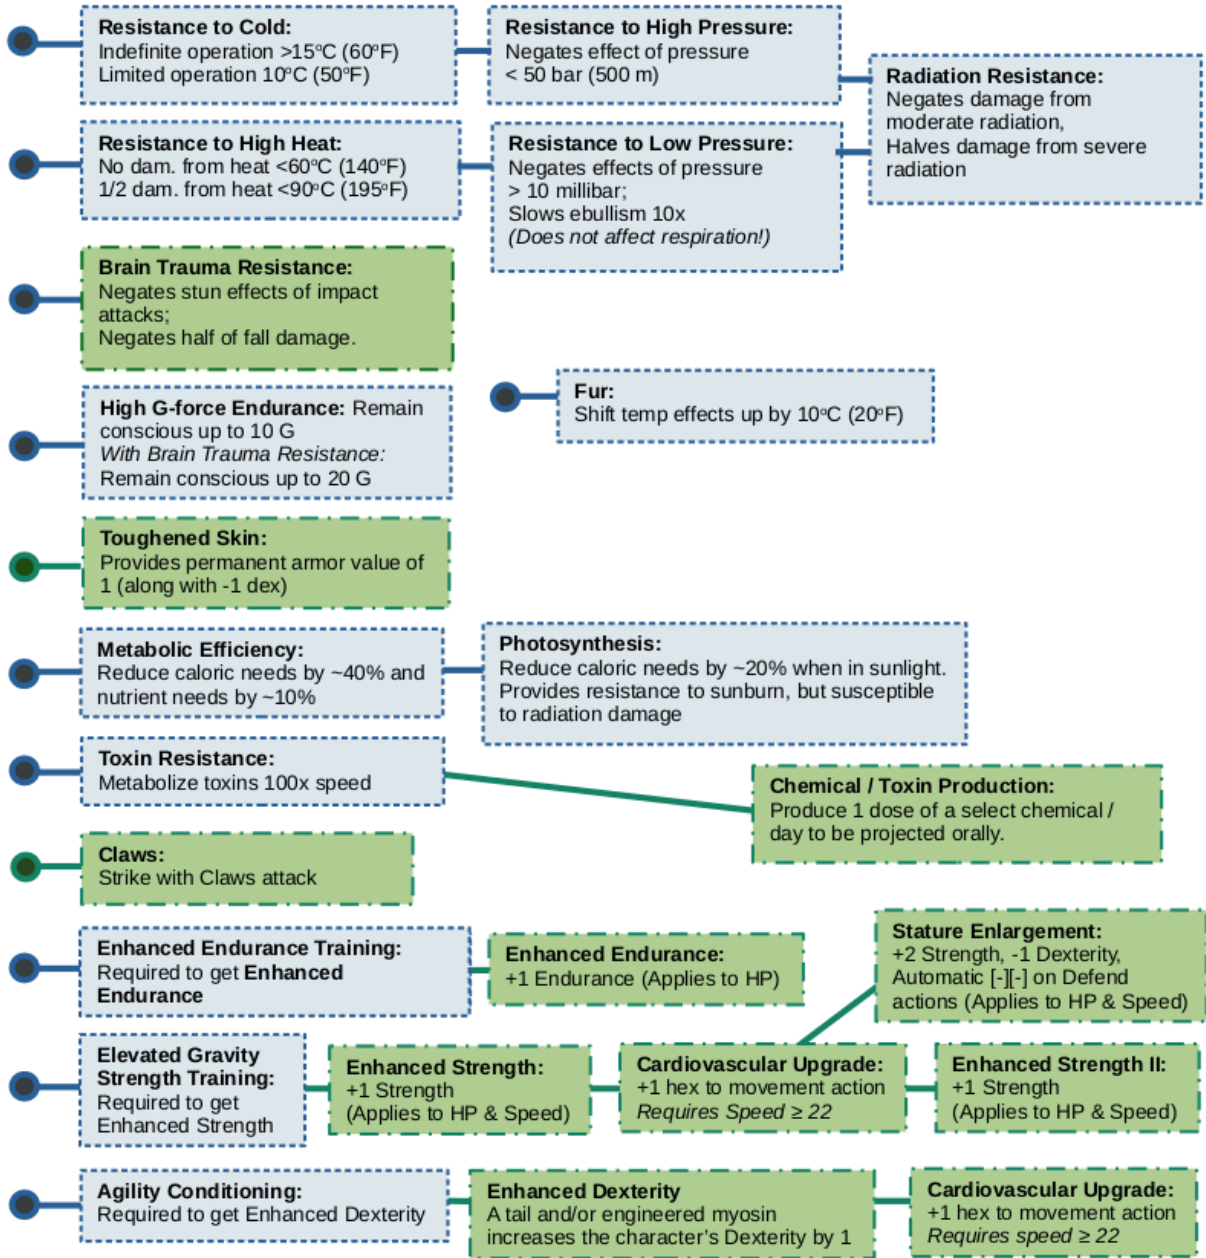 Resistance to Cold:
Indefinite operation >15°C (60°F)
Limited operation 10°C (50°F)
Resistance to High Pressure:
Negates effect of pressure
< 50 bar (500 m)
Radiation Resistance:
Negates damage from
moderate radiation,
Halves damage from severe
radiation
Resistance to High Heat:
No dam. from heat <60°C (140°F)
1/2 dam. from heat <90°C (195°F)
Resistance to Low Pressure:
Negates effects of pressure
> 10 millibar;
Slows ebullism 10x
(Does not affect respiration!)
Brain Trauma Resistance:
Negates stun effects of impact
attacks;
Negates half of fall damage.
Fur:
Shift temp effects up by 10°C (20°F)
High G-force Endurance: Remain
conscious up to 10 G
With Brain Trauma Resistance:
Remain conscious up to 20 G
Toughened Skin:
Provides permanent armor value of
1 (along with -1 dex)
Metabolic Efficiency:
Reduce caloric needs by ~40% and
nutrient needs by ~10%
Photosynthesis:
Reduce caloric needs by ~20% when in sunlight.
Provides resistance to sunburn, but susceptible
to radiation damage
Toxin Resistance:
Metabolize toxins 100x speed
Chemical / Toxin Production:
Produce 1 dose of a select chemical /
day to be projected orally.
Claws:
Strike with Claws attack
Enhanced Endurance Training:
Required to get Enhanced
Endurance
Enhanced Endurance:
+1 Endurance (Applies to HP)
Stature Enlargement:
+2 Strength, -1 Dexterity,
Automatic [-][-] on Defend
actions (Applies to HP & Speed)
Elevated Gravity
Strength Training:
Required to get
Enhanced Strength
Enhanced Strength:
+1 Strength
(Applies to HP & Speed)
Cardiovascular Upgrade:
+1 hex to movement action
Requires Speed ≥ 22
Enhanced Strength II:
+1 Strength
(Applies to HP & Speed)
Agility Conditioning:
Required to get Enhanced Dexterity
Enhanced Dexterity
A tail and/or engineered myosin
increases the character's Dexterity by 1
Cardiovascular Upgrade:
+1 hex to movement action
Requires speed ≥ 22